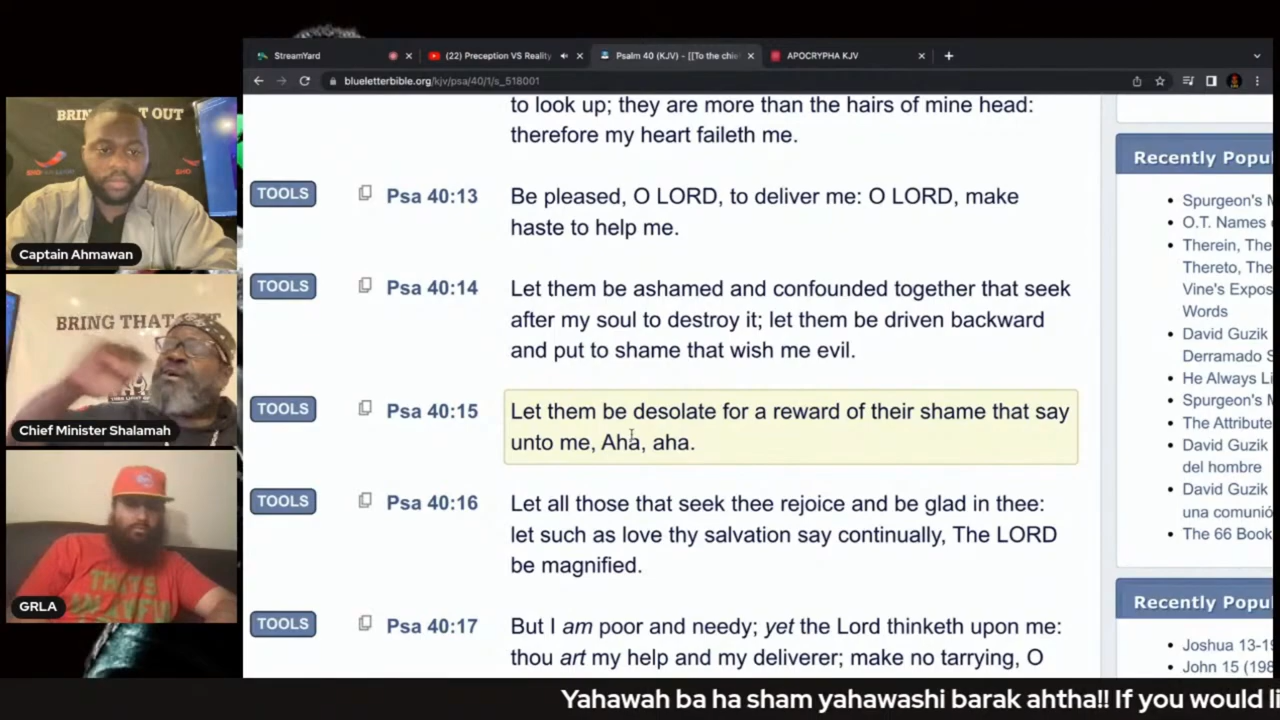 StreamYard
(22) Preception VS Reality
Psalm 40 (KJV) - [[To the chie
APOCRYPHA KJV
blueletterbible.org/kjv/psa/40/1/s_518001
BRIN OUT
Captain Ahmawan
BRING THAT
Chief Minister Shalamah
THAT'S
AN AWFUL
GRLA
to look up; they are more than the hairs of mine head:
therefore my heart faileth me.
TOOLS
Psa 40:13
Be pleased, O LORD, to deliver me: O LORD, make
haste to help me.
TOOLS
Psa 40:14
Let them be ashamed and confounded together that seek
after my soul to destroy it; let them be driven backward
and put to shame that wish me evil.
TOOLS
Psa 40:15
Let them be desolate for a reward of their shame that say
unto me, Aha, aha.
TOOLS
Psa 40:16
Let all those that seek thee rejoice and be glad in thee:
let such as love thy salvation say continually, The LORD
be magnified.
TOOLS
Psa 40:17
But I am poor and needy; yet the Lord thinketh upon me:
thou art my help and my deliverer; make no tarrying, O
Recently Popu
Spurgeon's M
O.T. Names o
Therein, The
Thereto, The
Vine's Expos
Words
David Guzik
Derramado S
He Always Li
Spurgeon's M
The Attribute
David Guzik
del hombre
David Guzik
una comunió
The 66 Book
Recently Popu
Joshua 13-19
John 15 (198
Yahawah ba ha sham yahawashi barak ahtha!! If you would li